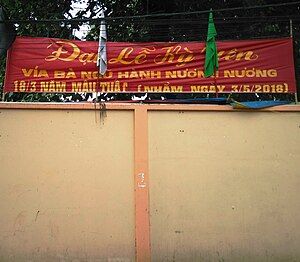 Đại Lễ Kỳ Yên
VÍA BÀ NGŨ HÀNH NƯƠNG NƯƠNG
18/3 NĂM MẬU TUẤT (NHẰM NGÀY 3/5/2018)